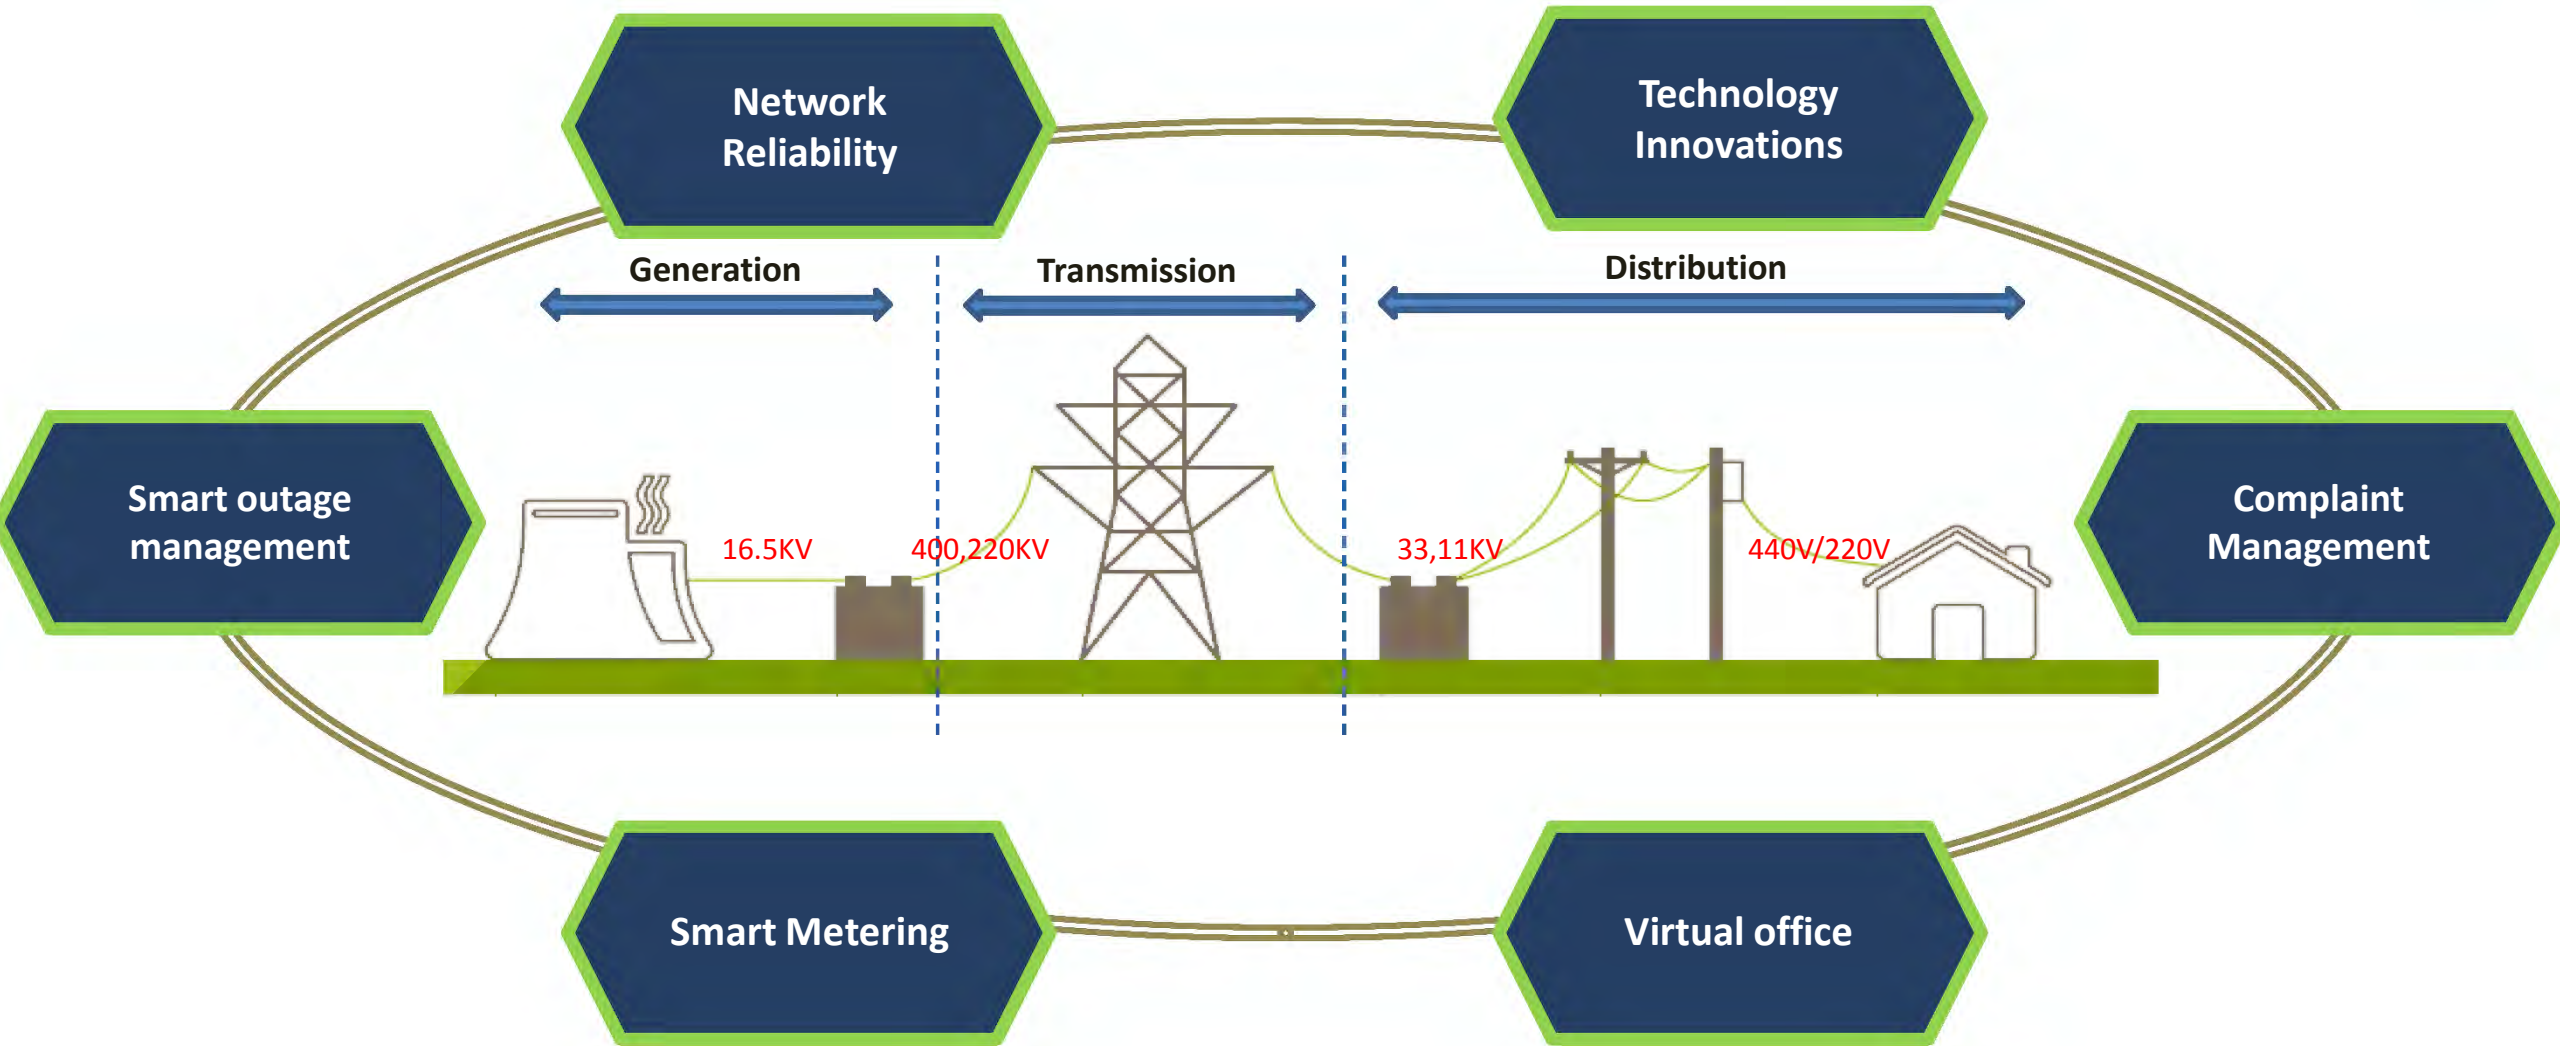 Network
Reliability
Technology
Innovations
Generation
Transmission
Distribution
Smart outage
management
16.5KV
400,220KV
33,11KV
440V/220V
Complaint
Management
Smart Metering
Virtual office